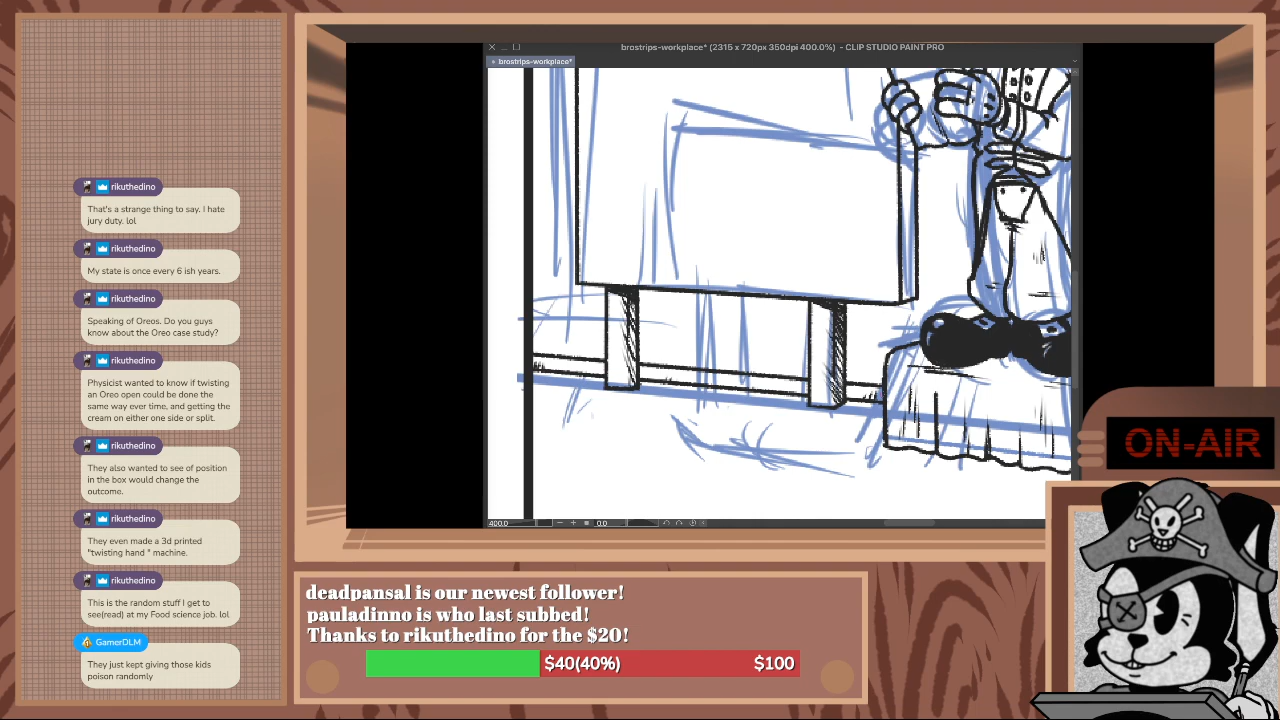 rikuthedino
That's a strange thing to say. I hate
jury duty. lol
rikuthedino
My state is once every 6 ish years.
rikuthedino
Speaking of Oreos. Do you guys
know about the Oreo case study?
rikuthedino
Physicist wanted to know if twisting
an Oreo open could be done the
same way ever time, and getting the
cream on either one side or split.
rikuthedino
They also wanted to see of position
in the box would change the
outcome.
rikuthedino
They even made a 3d printed
"twisting hand " machine.
rikuthedino
This is the random stuff I get to
see(read) at my Food science job. lol
GamerDLM
They just kept giving those kids
poison randomly
brostrips-workplace* (2315 x 720px 350dpi 400.0%) - CLIP STUDIO PAINT PRO
brostrips-workplace*
400.0
0.0
ON-AIR
deadpansal is our newest follower!
pauladinno is who last subbed!
Thanks to rikuthedino for the $20!
$40(40%) $100